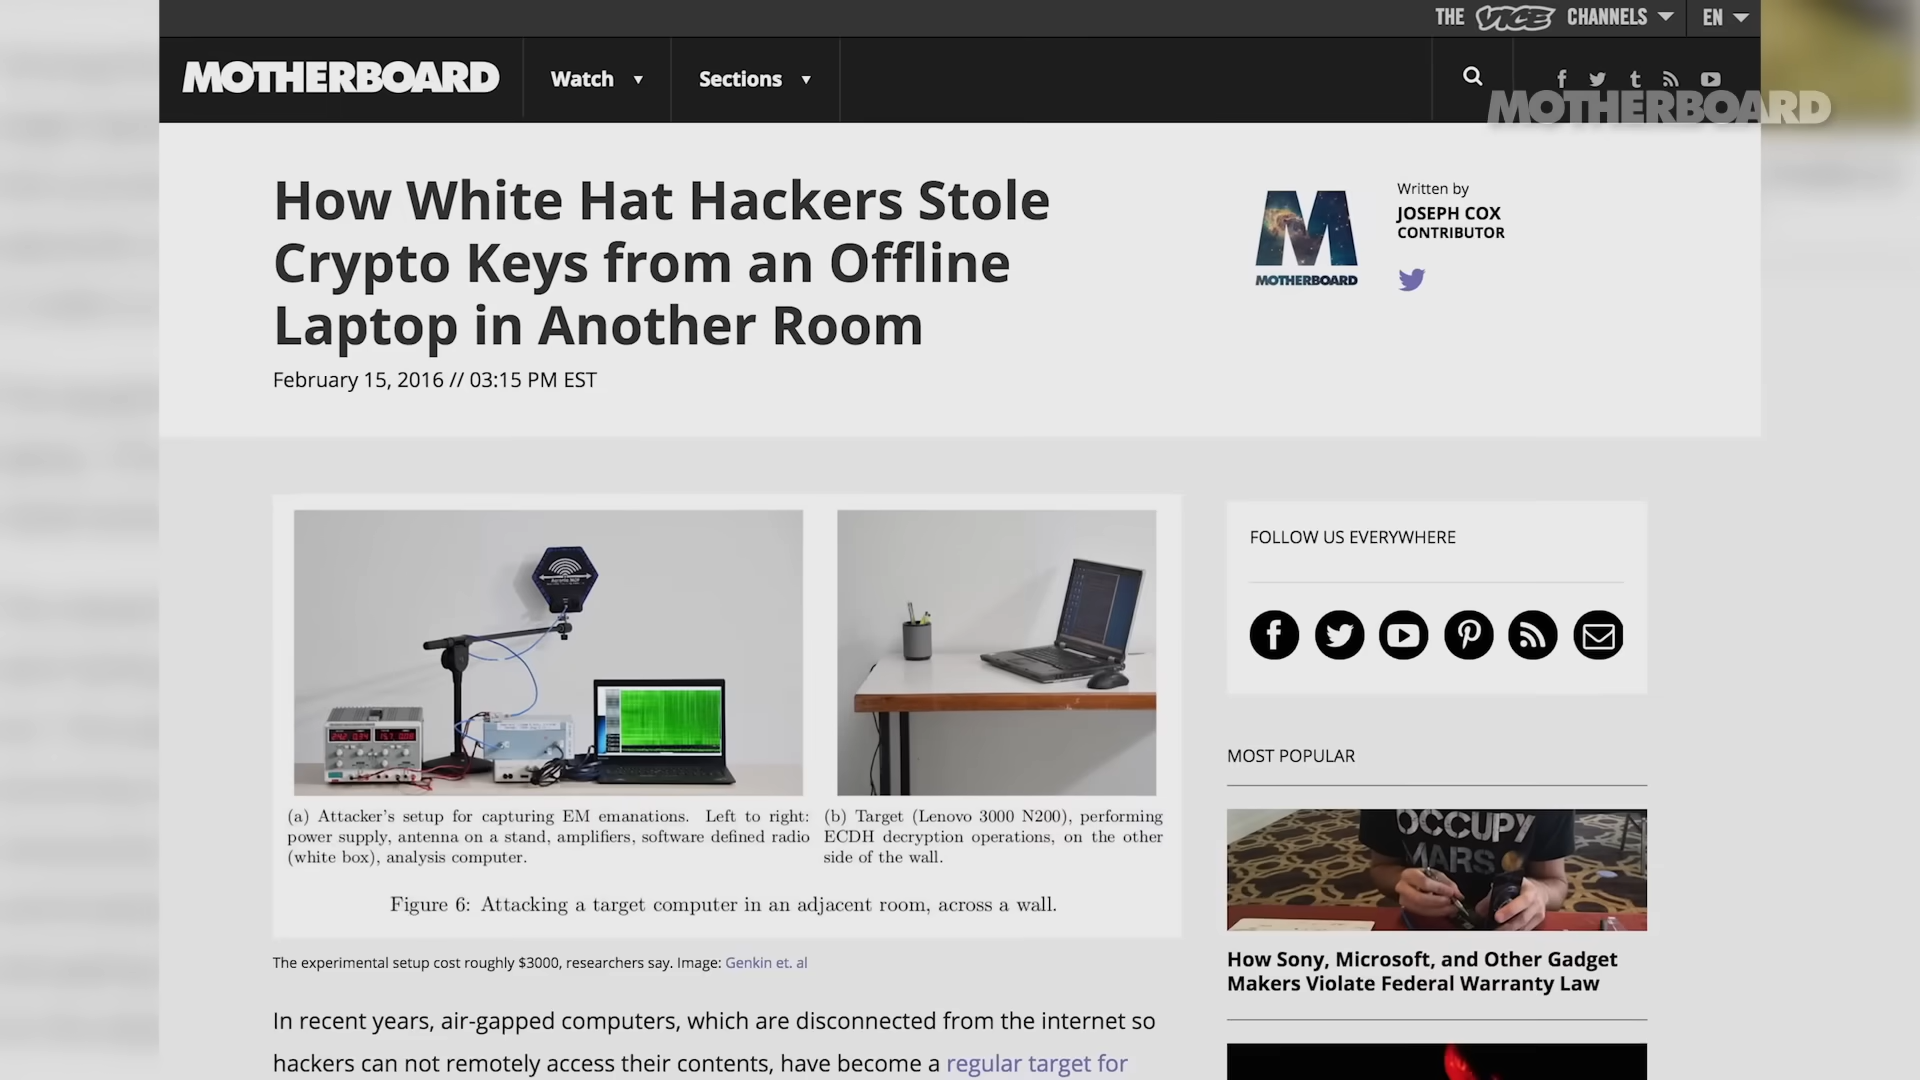 THE VICE CHANNELS
EN
MOTHERBOARD
Watch
Sections
MOTHERBOARD
How White Hat Hackers Stole
Crypto Keys from an Offline
Laptop in Another Room
February 15, 2016 // 03:15 PM EST
MOTHERBOARD
Written by
JOSEPH COX
CONTRIBUTOR
(a) Attacker's setup for capturing EM emanations. Left to right:
power supply, antenna on a stand, amplifiers, software defined radio
(white box), analysis computer.
(b) Target (Lenovo 3000 N200), performing
ECDH decryption operations, on the other
side of the wall.
Figure 6: Attacking a target computer in an adjacent room, across a wall.
The experimental setup cost roughly $3000, researchers say. Image: Genkin et. al
In recent years, air-gapped computers, which are disconnected from the internet so
hackers can not remotely access their contents, have become a regular target for
FOLLOW US EVERYWHERE
MOST POPULAR
OCCUPY
MARS
How Sony, Microsoft, and Other Gadget
Makers Violate Federal Warranty Law